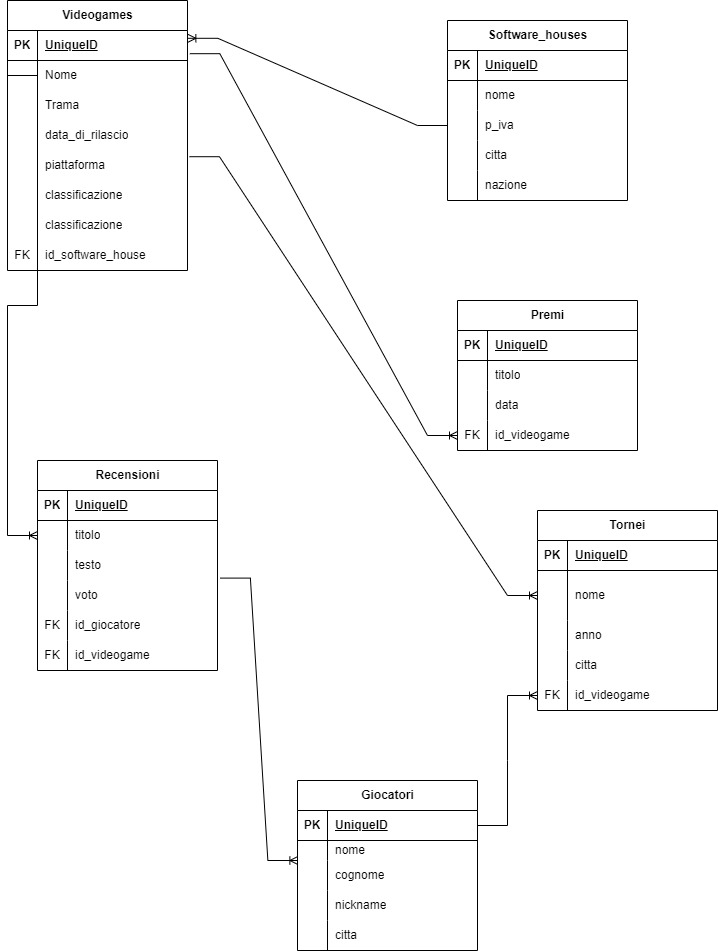 Videogames
PK UniqueID
Nome
Trama
data_di_rilascio
piattaforma
classificazione
classificazione
FK id_software_house
Software_houses
PK UniqueID
nome
p_iva
citta
nazione
Premi
PK UniqueID
titolo
data
FK id_videogame
Recensioni
PK UniqueID
titolo
testo
voto
FK id_giocatore
FK id_videogame
Tornei
PK UniqueID
nome
anno
citta
FK id_videogame
Giocatori
PK UniqueID
nome
cognome
nickname
citta